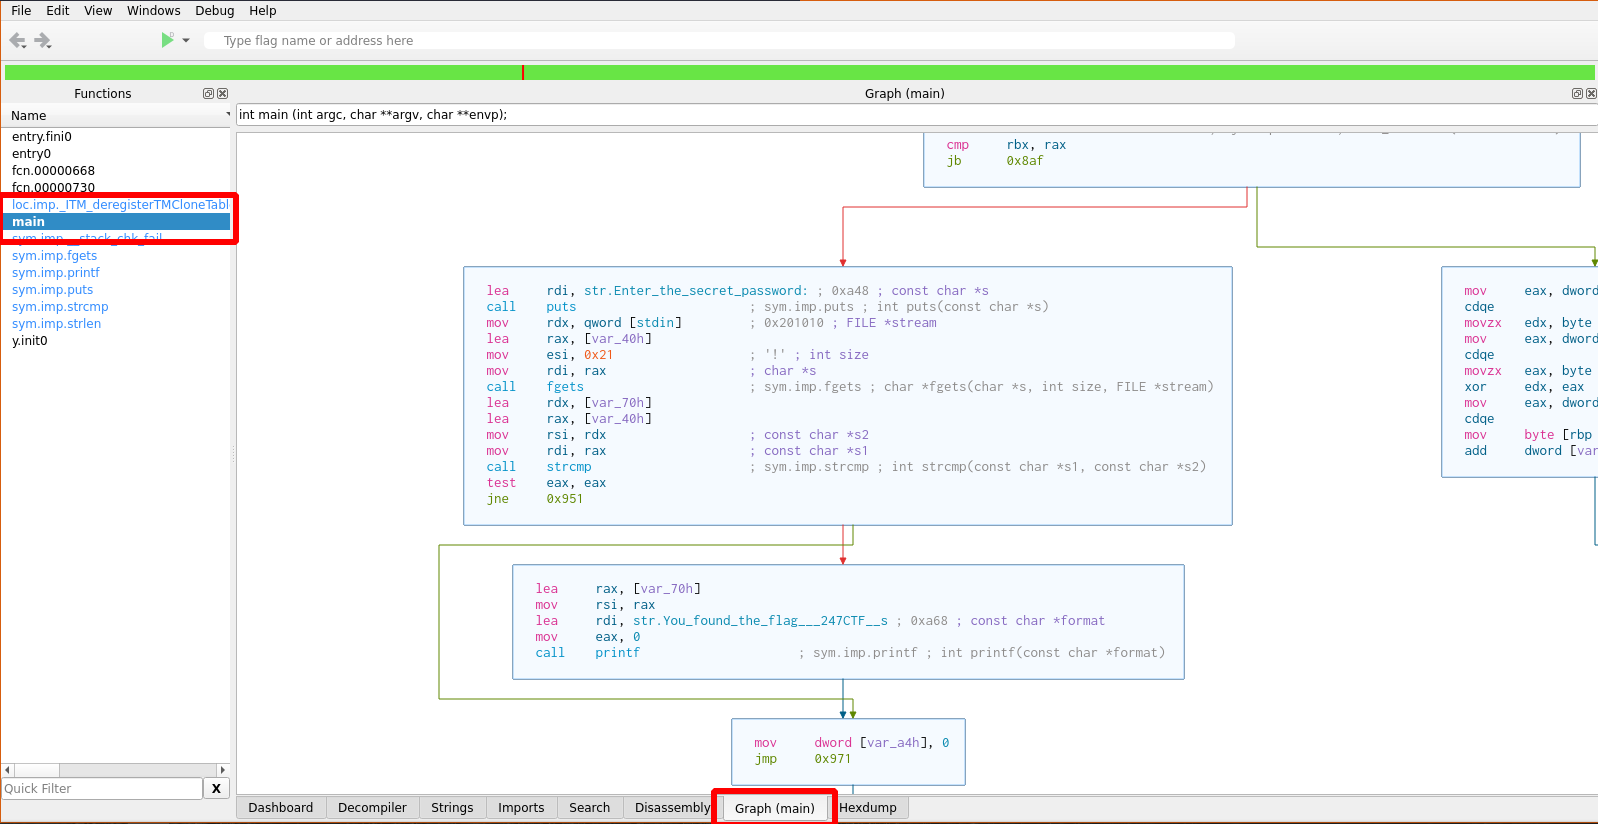 File Edit View Windows Debug Help
Type flag name or address here
Functions
Name
entry.fini0
entry0
fcn.00000668
fcn.00000730
loc.imp._ITM_deregisterTMCloneTabl
main
sym.imp.__stack_chk_fail
sym.imp.fgets
sym.imp.printf
sym.imp.puts
sym.imp.strcmp
sym.imp.strlen
y.init0
Quick Filter X
Graph (main)
int main (int argc, char **argv, char **envp);
cmp rbx, rax
jb 0x8af
lea rdi, str.Enter_the_secret_password: ; 0xa48 ; const char *s
call puts ; sym.imp.puts ; int puts(const char *s)
mov rdx, qword [stdin] ; 0x201010 ; FILE *stream
lea rax, [var_40h]
mov esi, 0x21 ; '!' ; int size
mov rdi, rax ; char *s
call fgets ; sym.imp.fgets ; char *fgets(char *s, int size, FILE *stream)
lea rdx, [var_70h]
lea rax, [var_40h]
mov rsi, rdx ; const char *s2
mov rdi, rax ; const char *s1
call strcmp ; sym.imp.strcmp ; int strcmp(const char *s1, const char *s2)
test eax, eax
jne 0x951
mov eax, dword
cdqe
movzx edx, byte
mov eax, dword
cdqe
movzx eax, byte
xor edx, eax
mov eax, dword
cdqe
mov byte [rbp
add dword [var
lea rax, [var_70h]
mov rsi, rax
lea rdi, str.You_found_the_flag___247CTF__s ; 0xa68 ; const char *format
mov eax, 0
call printf ; sym.imp.printf ; int printf(const char *format)
mov dword [var_a4h], 0
jmp 0x971
Dashboard Decompiler Strings Imports Search Disassembly Graph (main) Hexdump